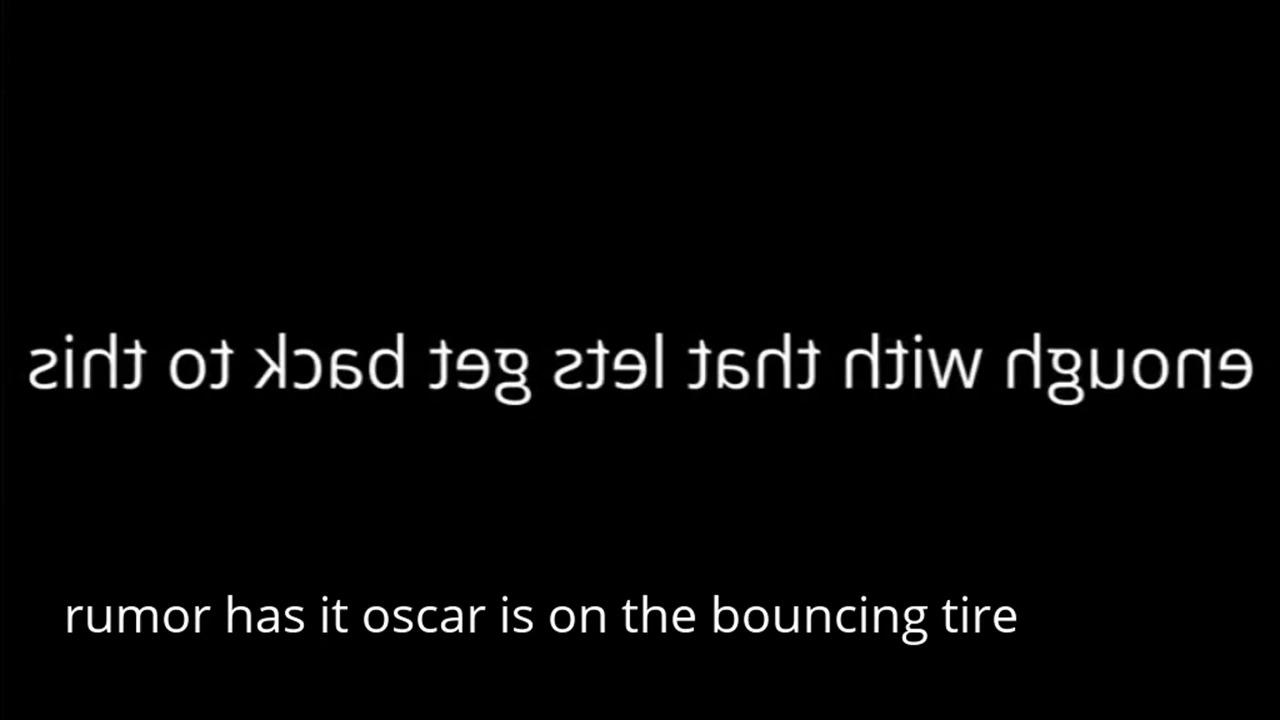 enough with that lets get back to this
rumor has it oscar is on the bouncing tire